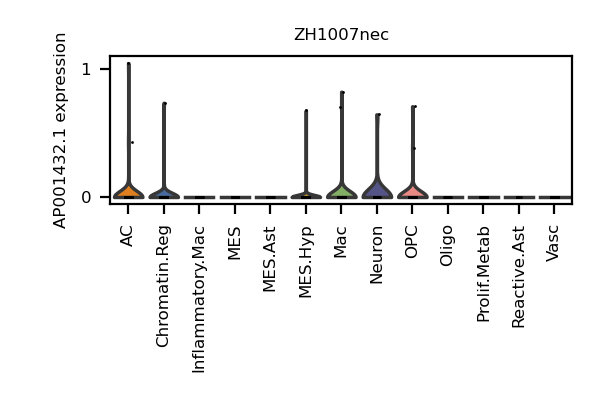 ZH1007nec
AP001432.1 expression
1
0
AC
Chromatin.Reg
Inflammatory.Mac
MES
MES.Ast
MES.Hyp
Mac
Neuron
OPC
Oligo
Prolif.Metab
Reactive.Ast
Vasc